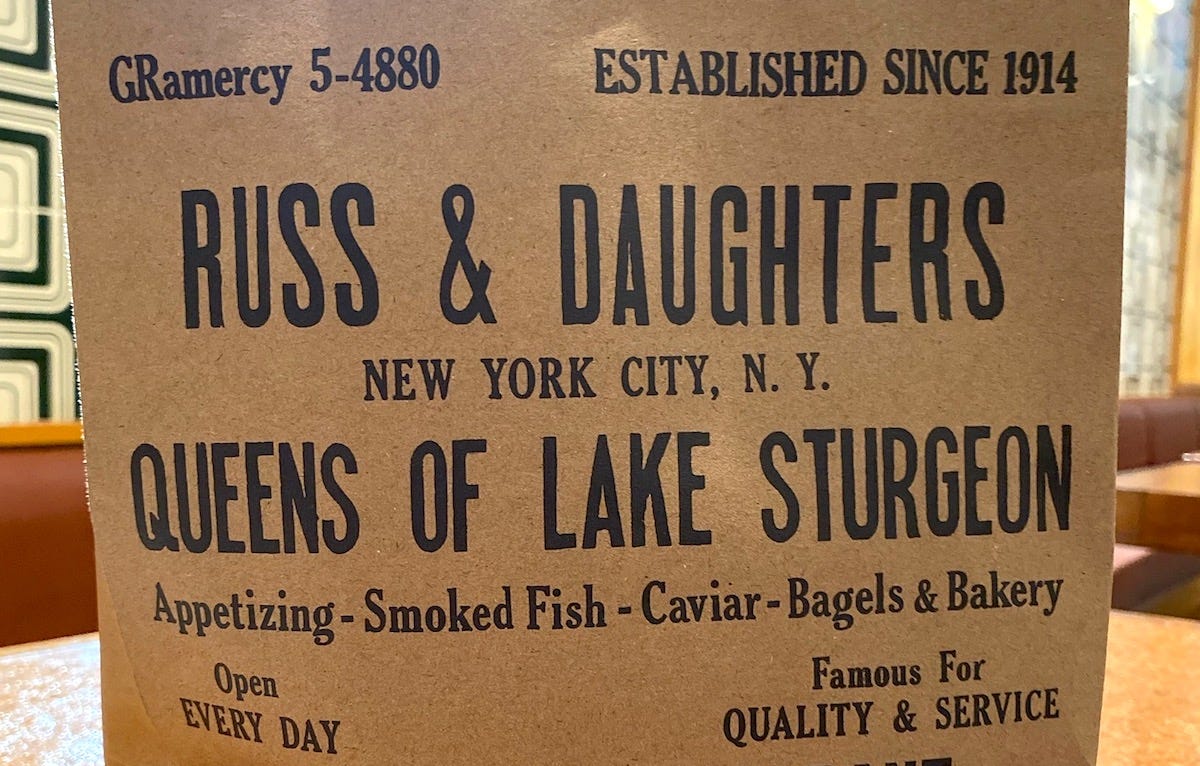 GRamercy 5-4880
ESTABLISHED SINCE 1914
RUSS & DAUGHTERS
NEW YORK CITY, N. Y.
QUEENS OF LAKE STURGEON
Appetizing - Smoked Fish - Caviar - Bagels & Bakery
Open
EVERY DAY
Famous For
QUALITY & SERVICE